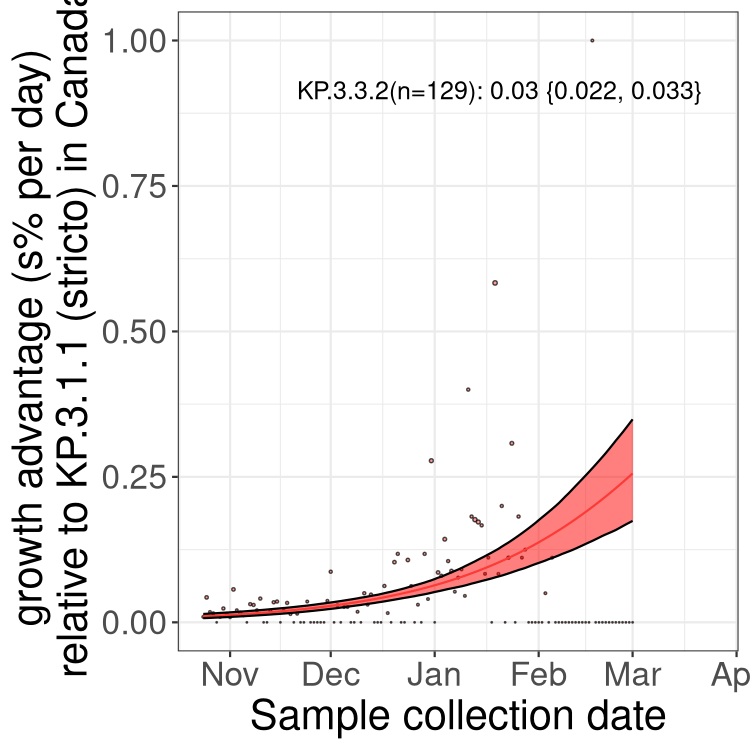 growth advantage (s% per day)
relative to KP.3.1.1 (stricto) in Canada
1.00
0.75
0.50
0.25
0.00
KP.3.3.2(n=129): 0.03 {0.022, 0.033}
Nov Dec Jan Feb Mar Ap
Sample collection date